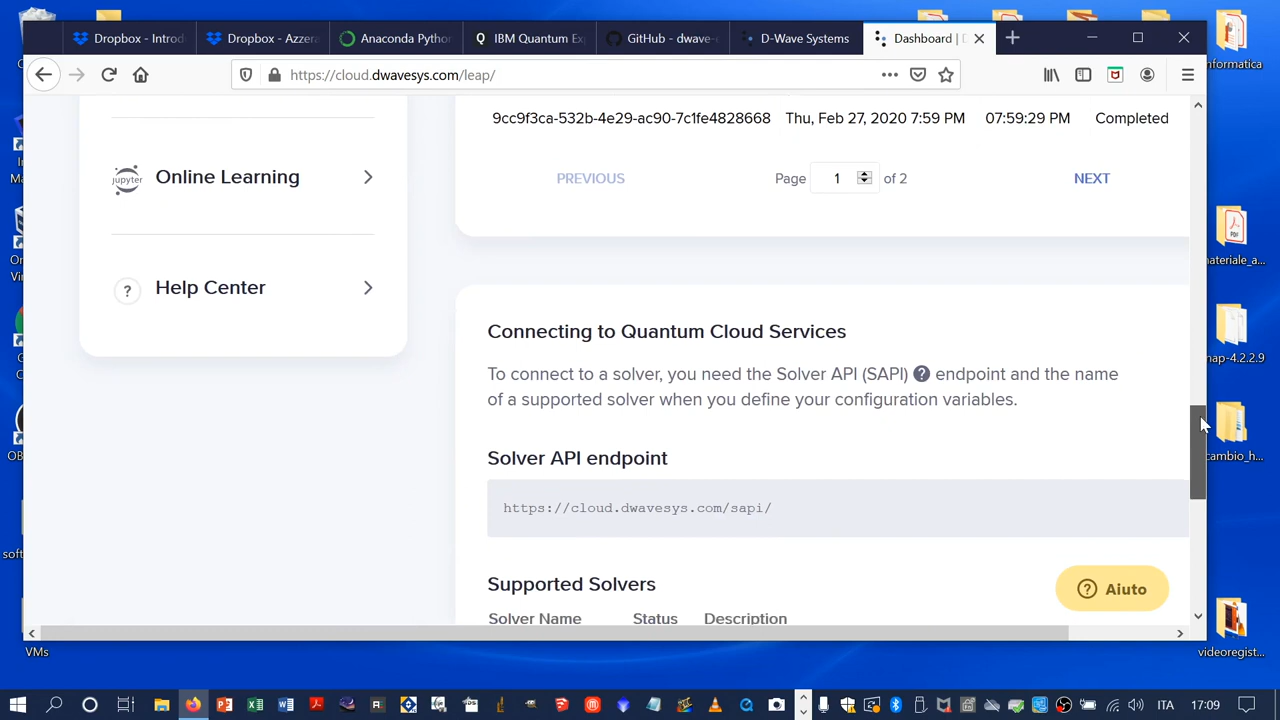 Dropbox - Introd
Dropbox - Azzera
Anaconda Python
IBM Quantum Exp
GitHub - dwave-
D-Wave Systems
Dashboard | D
https://cloud.dwavesys.com/leap/
9cc9f3ca-532b-4e29-ac90-7c1fe4828668 Thu, Feb 27, 2020 7:59 PM 07:59:29 PM Completed
PREVIOUS Page 1 of 2 NEXT
jupyter Online Learning
? Help Center
Connecting to Quantum Cloud Services
To connect to a solver, you need the Solver API (SAPI) ? endpoint and the name
of a supported solver when you define your configuration variables.
Solver API endpoint
https://cloud.dwavesys.com/sapi/
Supported Solvers
Solver Name Status Description
? Aiuto
VMs
nformatica
PDF
nateriale_a...
map-4.2.2.9
cambio_h...
videoregist...
ITA 17:09